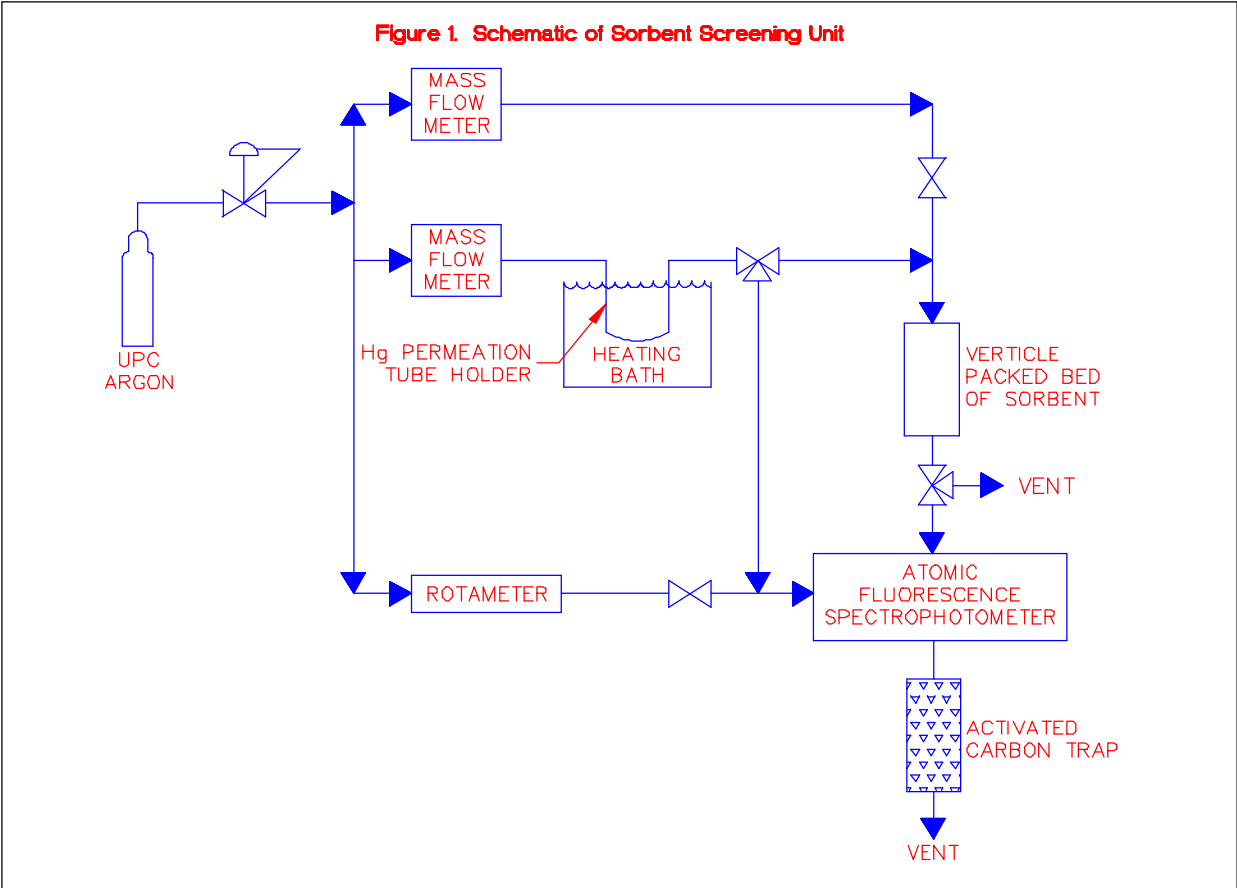 Figure 1. Schematic of Sorbent Screening Unit
MASS
FLOW
METER
MASS
FLOW
METER
UPC
ARGON
Hg PERMEATION
TUBE HOLDER
HEATING
BATH
VERTICLE
PACKED BED
OF SORBENT
VENT
ROTAMETER
ATOMIC
FLUORESCENCE
SPECTROPHOTOMETER
ACTIVATED
CARBON TRAP
VENT